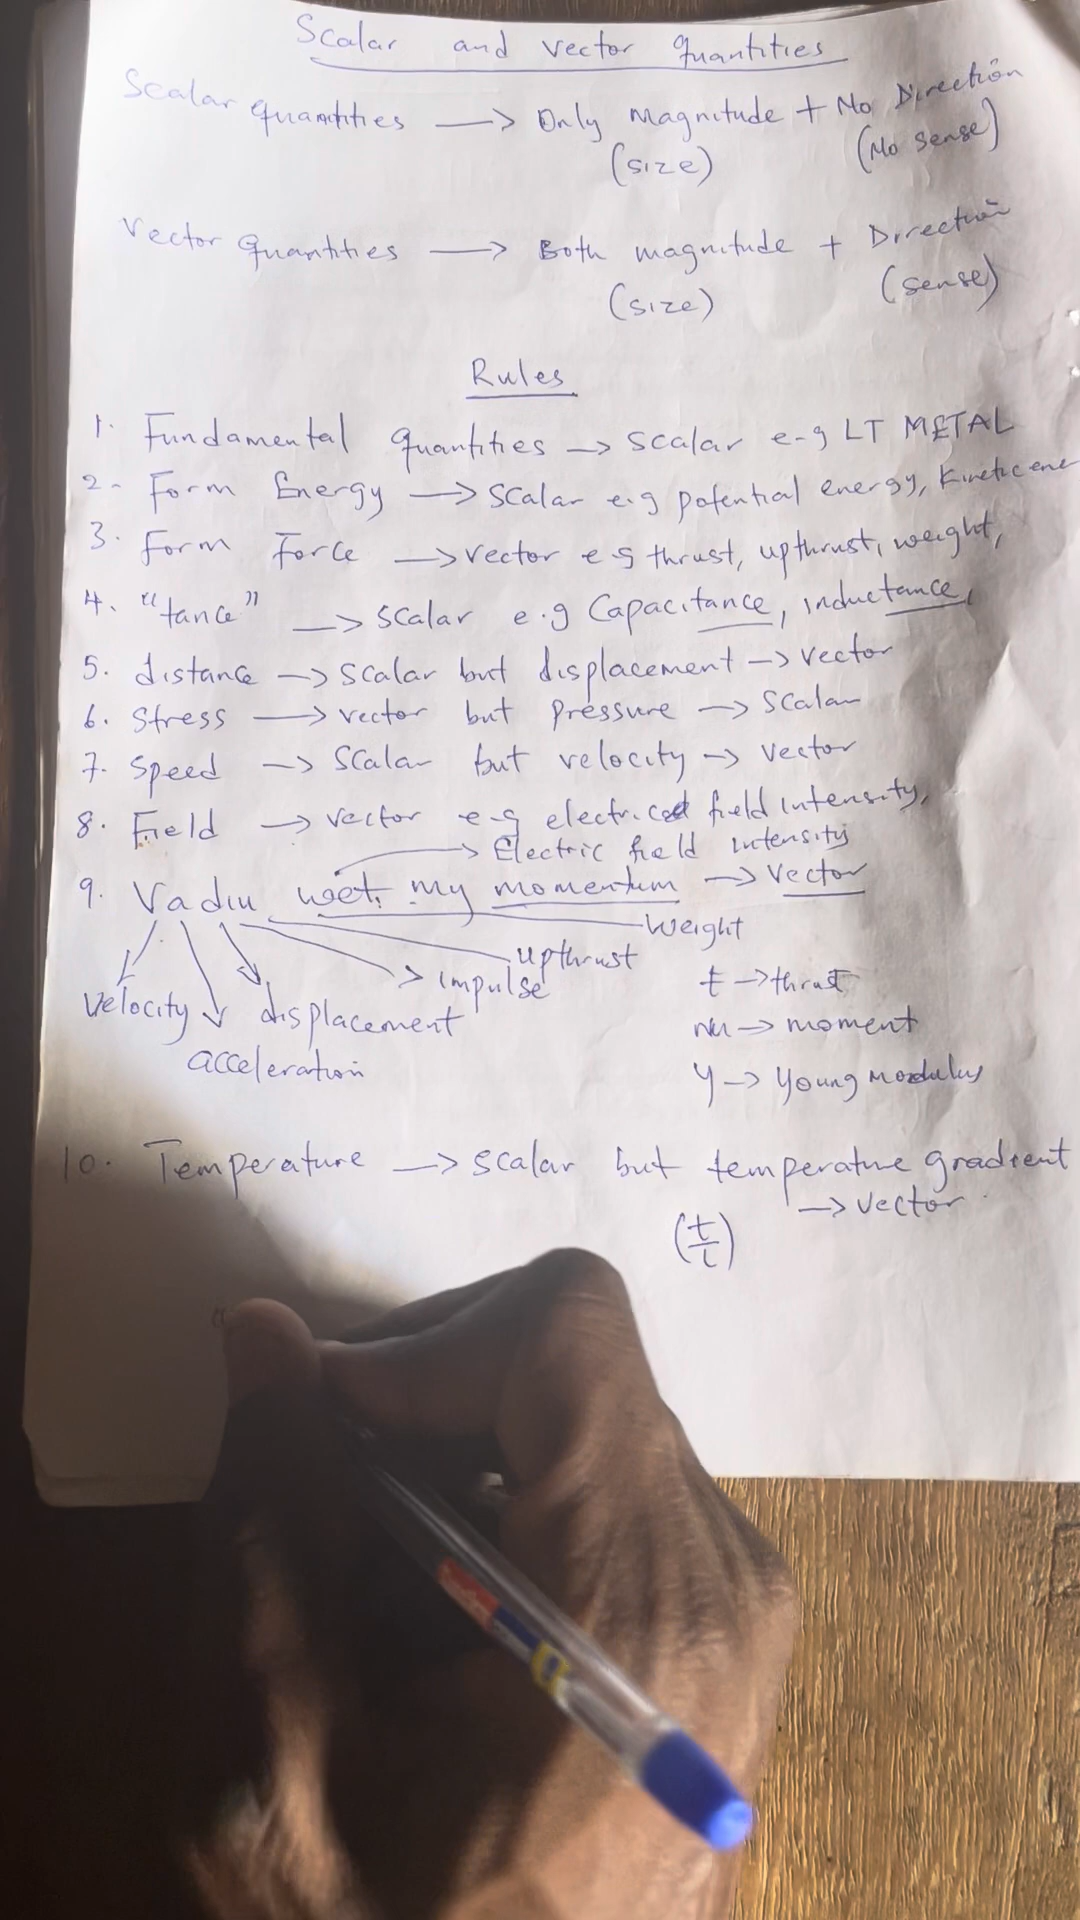 Scalar and vector quantities
Scalar quantities → Only magnitude + No Direction
(size) (No sense)
Vector quantities → Both magnitude + Direction
(size) (sense)
Rules
1. Fundamental quantities → scalar e-g LT METAL
2- Form Energy → scalar e.g potential energy, Kinetic ener
3. form Force → vector e g thrust, upthrust, weight,
4. "tance" → scalar e.g Capacitance, inductance,
5. distance → scalar but displacement → vector
6. Stress → vector but Pressure → Scalar
7. Speed → Scalar but velocity → vector
8. Field → vector e-g electrical field intensity,
→ Electric field intensity
9. Vadiu wet. my momentum → vector
weight
upthrust
impulse
t → thrust
velocity
displacement
m → moment
acceleration
y → young modulus
10. Temperature → scalar but temperature gradient
→ vector
(t/l)